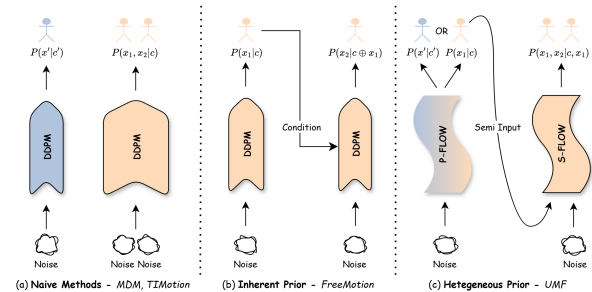 OR
P(x'|c') P(x₁, x₂|c) P(x₁|c) P(x₂|c ⊕ x₁) P(x'|c') P(x₁|c) P(x₁, x₂|c, x₁)
DDPM DDPM DDPM Condition DDPM P-FLOW Semi Input S-FLOW
Noise Noise Noise Noise Noise Noise Noise
(a) Naive Methods - MDM, TIMotion (b) Inherent Prior - FreeMotion (c) Hetegeneous Prior - UMF